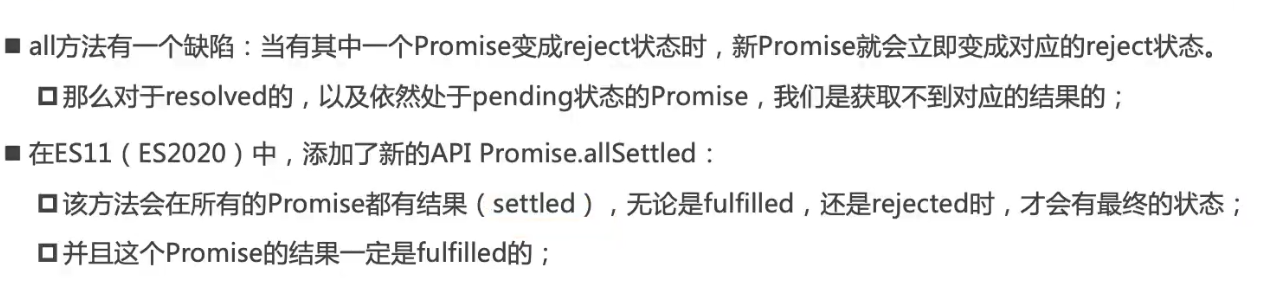 ■ all方法有一个缺陷：当有其中一个Promise变成reject状态时，新Promise就会立即变成对应的reject状态。
□ 那么对于resolved的，以及依然处于pending状态的Promise，我们是获取不到对应的结果的；
■ 在ES11（ES2020）中，添加了新的API Promise.allSettled：
□ 该方法会在所有的Promise都有结果（settled），无论是fulfilled，还是rejected时，才会有最终的状态；
□ 并且这个Promise的结果一定是fulfilled的；